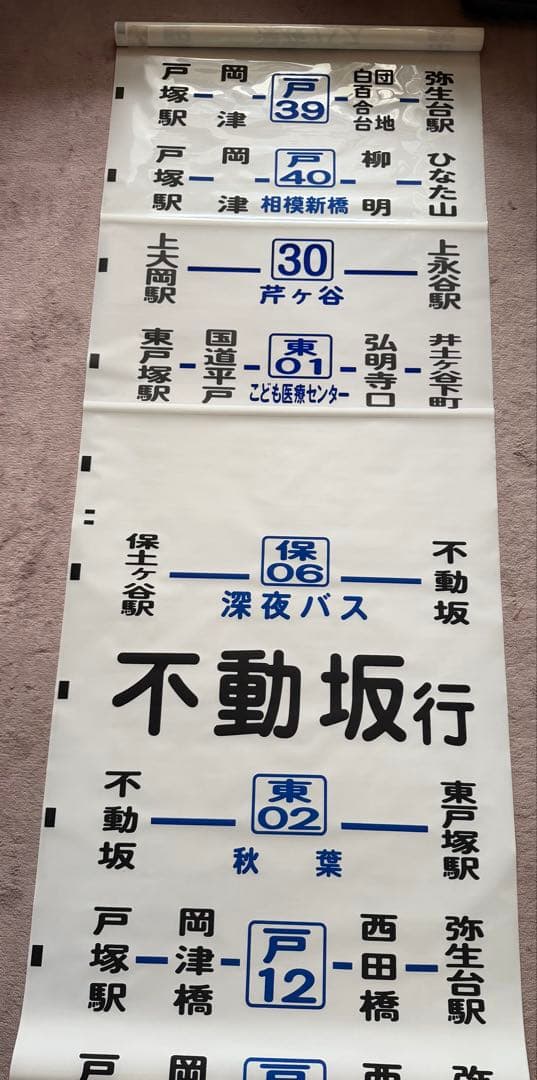 戸塚駅 岡津 戸39 白百合台団地 弥生台駅
戸塚駅 岡津 戸40 相模新橋 柳明 ひなた山
上大岡駅 30 芹ヶ谷 上永谷駅
東戸塚駅 国道平戸 東01 こども医療センター 弘明寺口 井土ヶ谷下町
保土ヶ谷駅 保06 深夜バス 不動坂
不動坂行
不動坂 東02 秋葉 東戸塚駅
戸塚駅 岡津橋 戸12 西田橋 弥生台駅
戸 岡 戸 西 弥